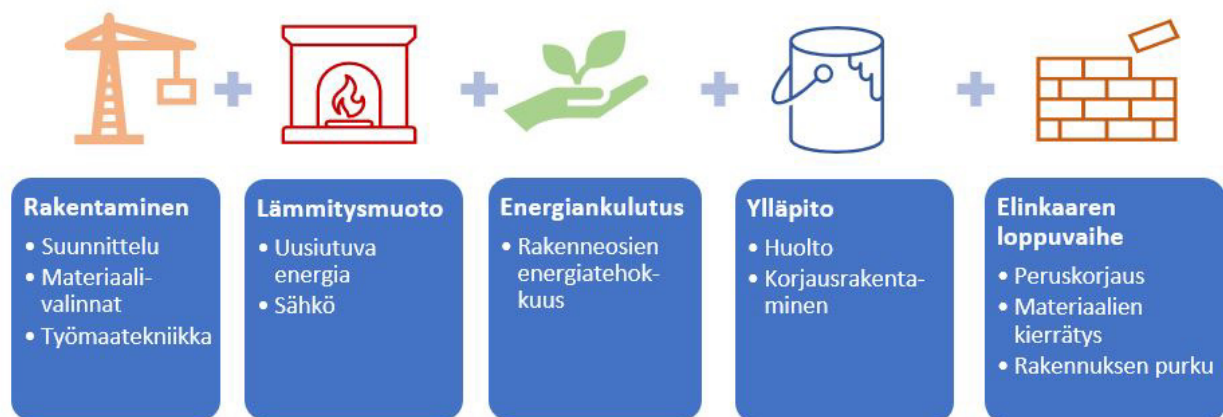 Rakentaminen
• Suunnittelu
• Materiaali-
valinnat
• Työmaatekniikka
Lämmitysmuoto
• Uusiutuva
energia
• Sähkö
Energiankulutus
• Rakenneosien
energiatehok-
kuus
Ylläpito
• Huolto
• Korjausrakenta-
minen
Elinkaaren
loppuvaihe
• Peruskorjaus
• Materiaalien
kierrätys
• Rakennuksen purku